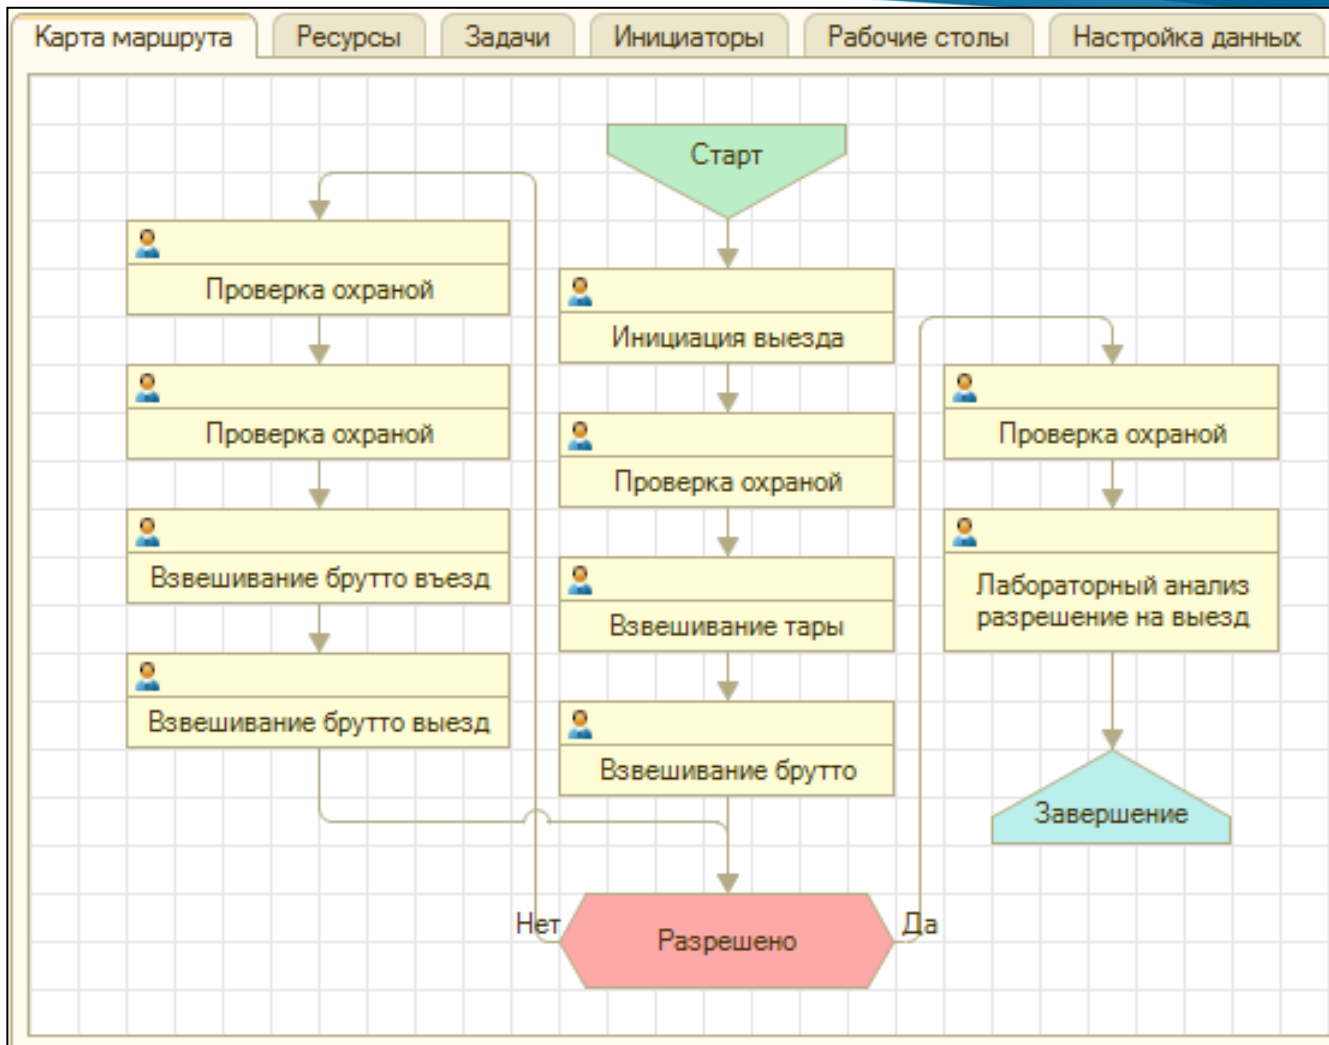 Карта маршрута
Ресурсы
Задачи
Инициаторы
Рабочие столы
Настройка данных
Старт
Проверка охраной
Проверка охраной
Взвешивание брутто въезд
Взвешивание брутто выезд
Инициация выезда
Проверка охраной
Взвешивание тары
Взвешивание брутто
Нет
Разрешено
Да
Проверка охраной
Лабораторный анализ
разрешение на выезд
Завершение